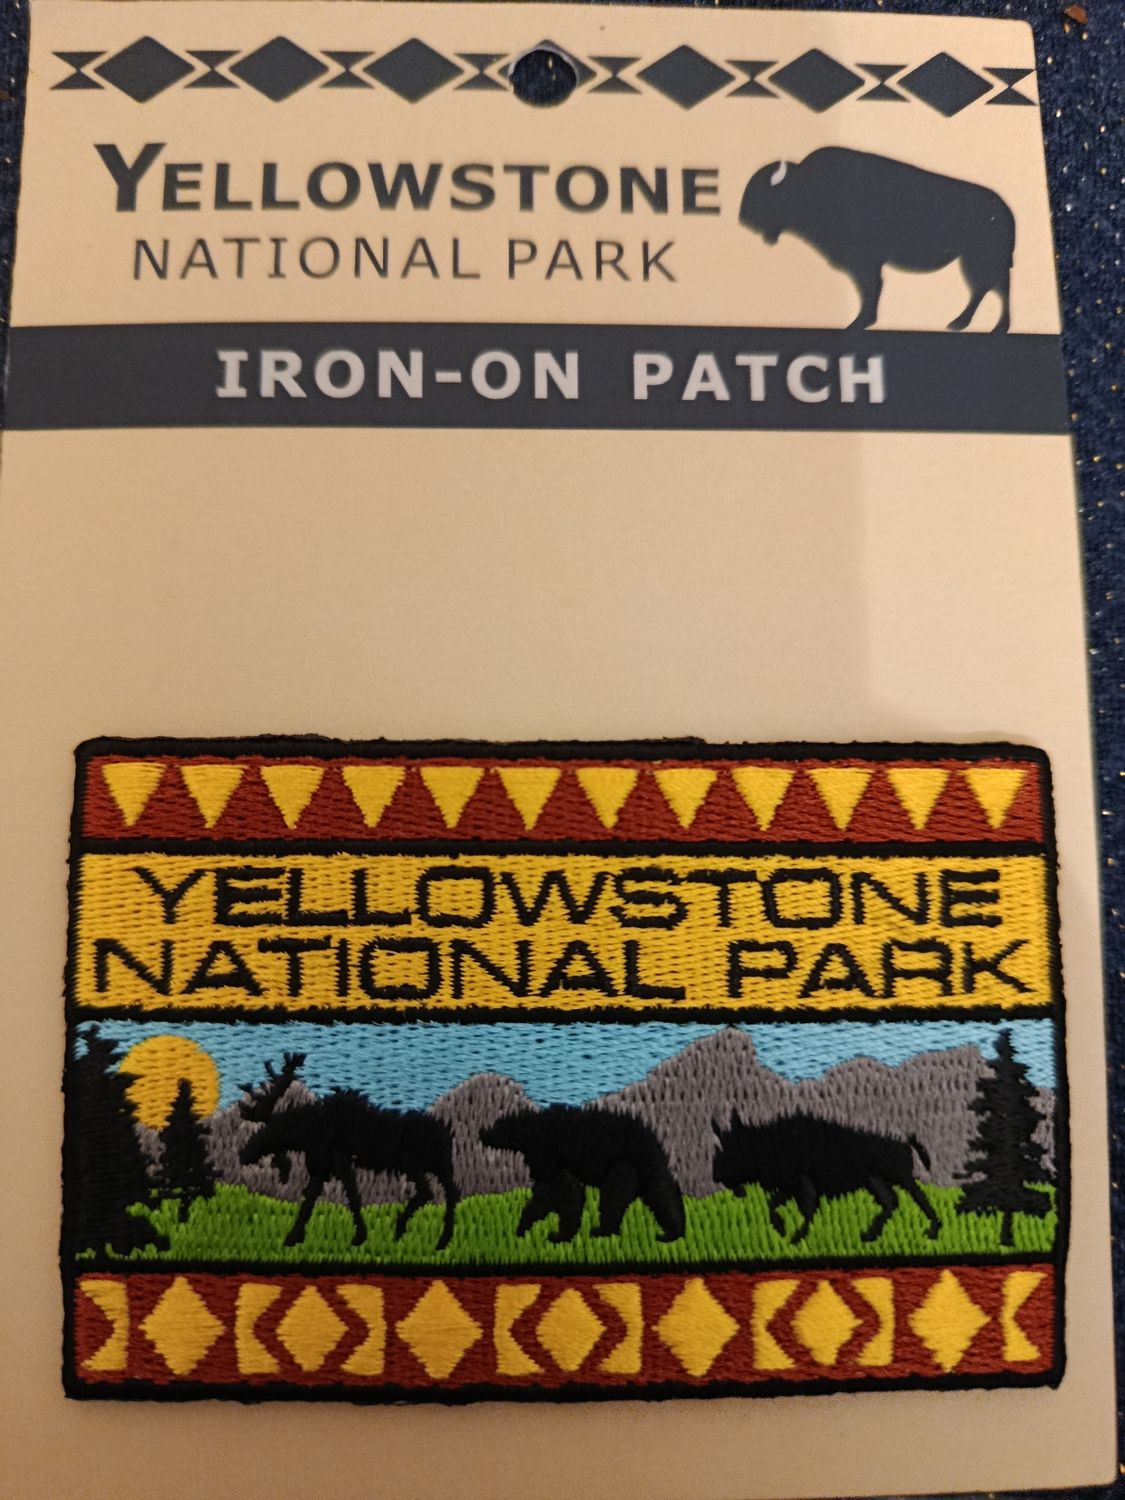 YELLOWSTONE
NATIONAL PARK
IRON-ON PATCH
YELLOWSTONE
NATIONAL PARK